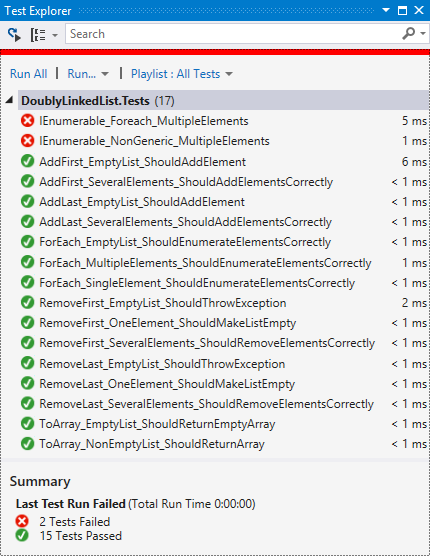 Test Explorer
Search
Run All | Run... | Playlist : All Tests
DoublyLinkedList.Tests (17)
IEnumerable_Foreach_MultipleElements 5 ms
IEnumerable_NonGeneric_MultipleElements 1 ms
AddFirst_EmptyList_ShouldAddElement 6 ms
AddFirst_SeveralElements_ShouldAddElementsCorrectly < 1 ms
AddLast_EmptyList_ShouldAddElement < 1 ms
AddLast_SeveralElements_ShouldAddElementsCorrectly < 1 ms
ForEach_EmptyList_ShouldEnumerateElementsCorrectly < 1 ms
ForEach_MultipleElements_ShouldEnumerateElementsCorrectly 1 ms
ForEach_SingleElement_ShouldEnumerateElementsCorrectly < 1 ms
RemoveFirst_EmptyList_ShouldThrowException 2 ms
RemoveFirst_OneElement_ShouldMakeListEmpty < 1 ms
RemoveFirst_SeveralElements_ShouldRemoveElementsCorrectly < 1 ms
RemoveLast_EmptyList_ShouldThrowException < 1 ms
RemoveLast_OneElement_ShouldMakeListEmpty < 1 ms
RemoveLast_SeveralElements_ShouldRemoveElementsCorrectly < 1 ms
ToArray_EmptyList_ShouldReturnEmptyArray < 1 ms
ToArray_NonEmptyList_ShouldReturnArray < 1 ms
Summary
Last Test Run Failed (Total Run Time 0:00:00)
2 Tests Failed
15 Tests Passed